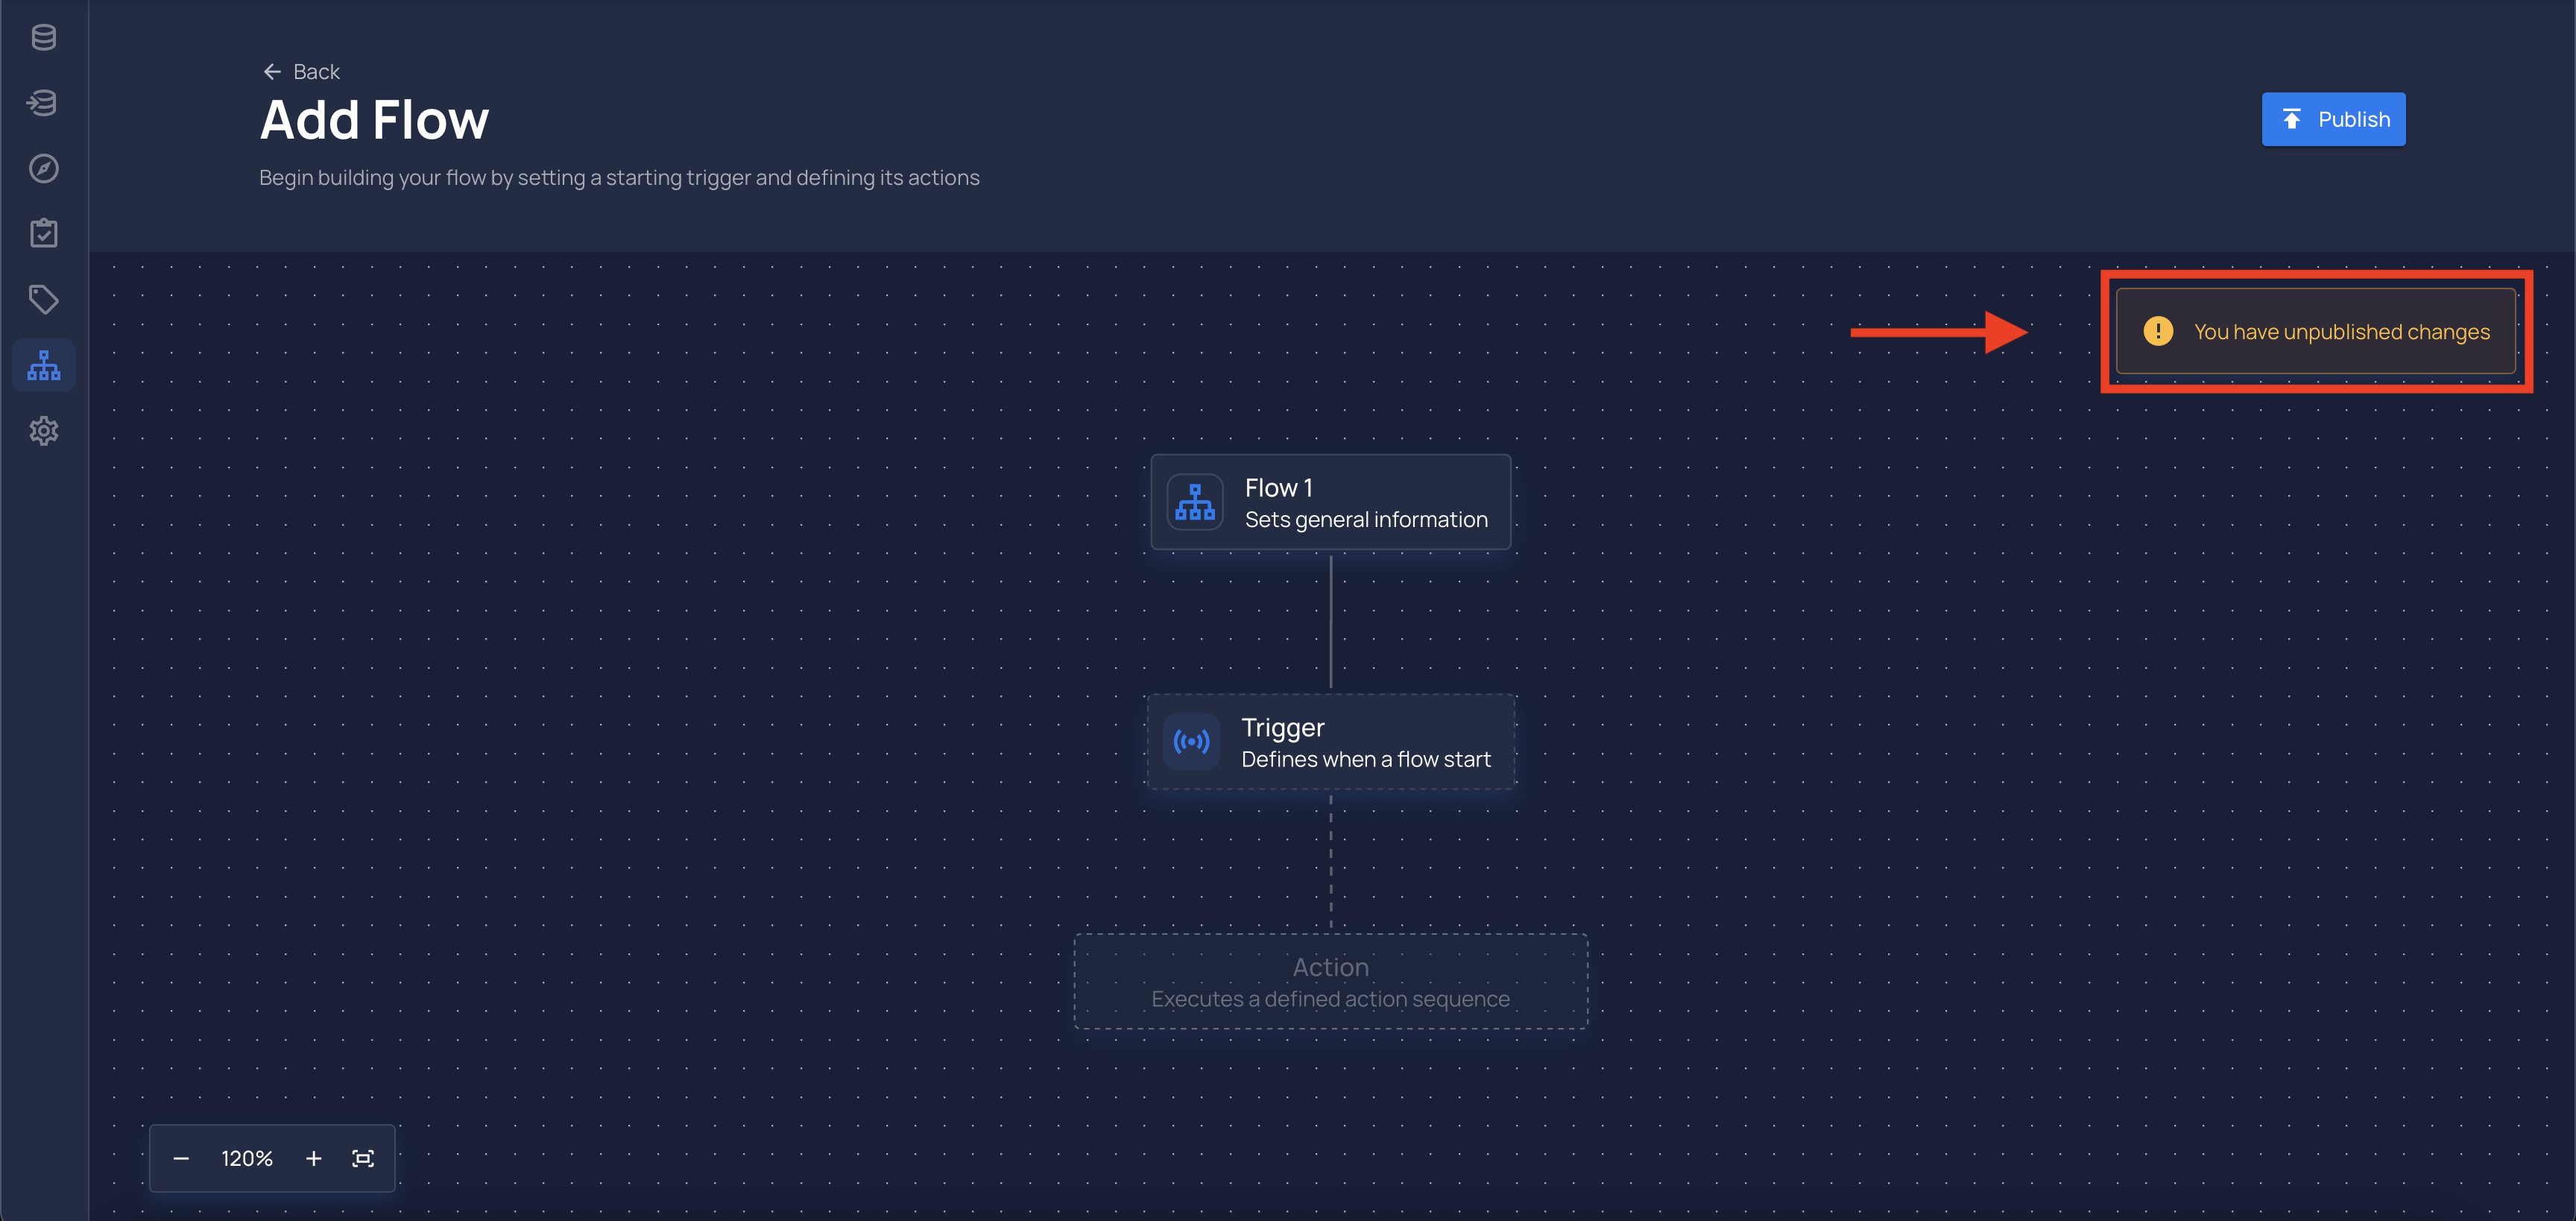 Back
Add Flow
Begin building your flow by setting a starting trigger and defining its actions
Publish
You have unpublished changes
Flow 1
Sets general information
Trigger
Defines when a flow start
Action
Executes a defined action sequence
120%